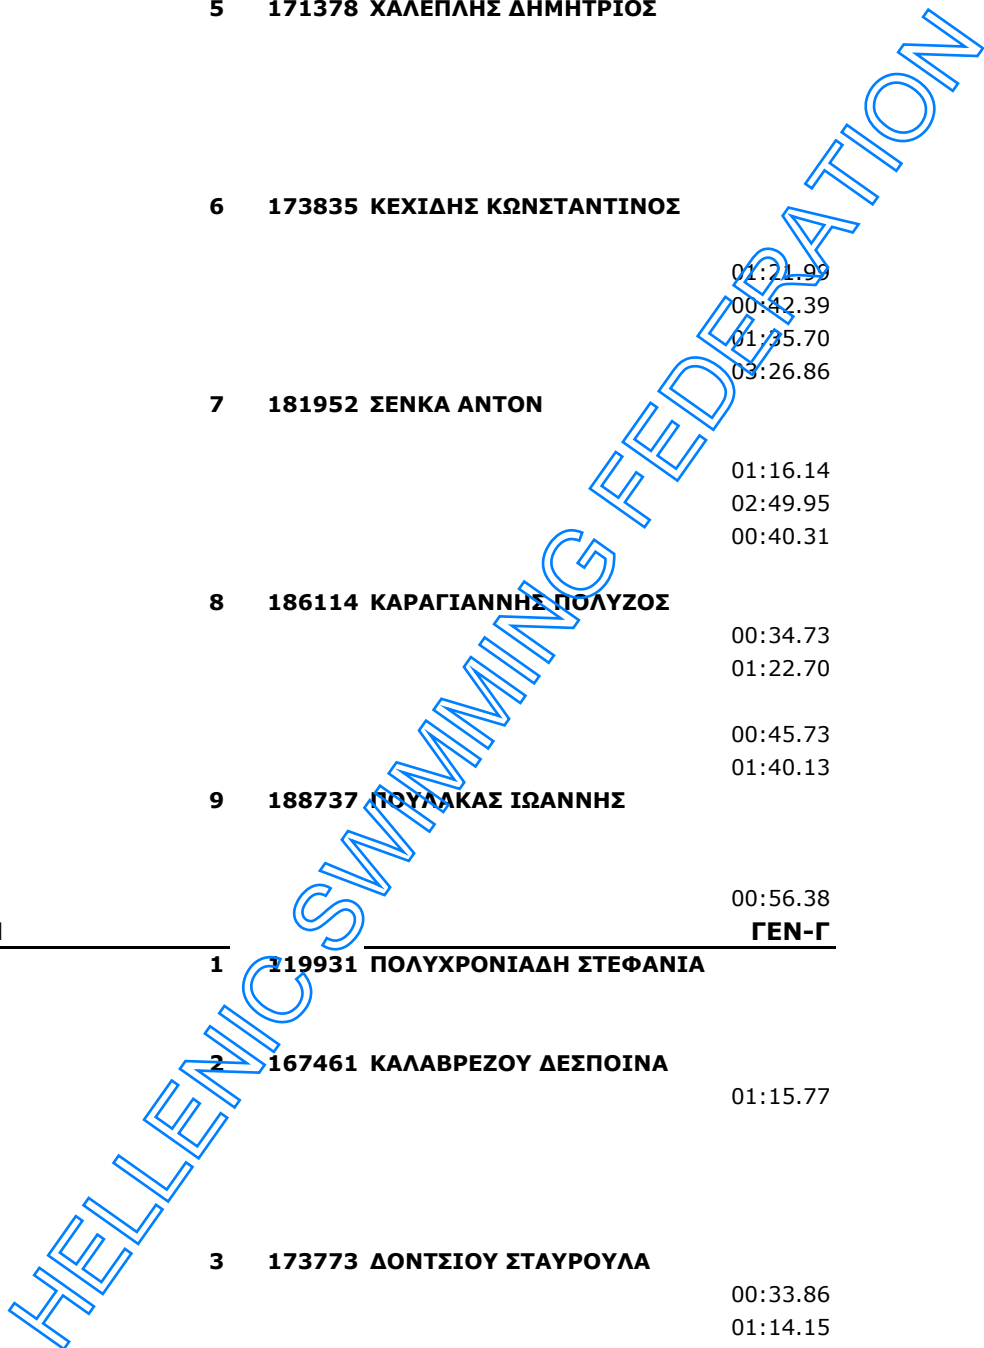 5 171378 ΧΑΛΕΠΛΗΣ ΔΗΜΗΤΡΙΟΣ
6 173835 ΚΕΧΙΔΗΣ ΚΩΝΣΤΑΝΤΙΝΟΣ
01:21.99
00:42.39
01:35.70
03:26.86
7 181952 ΣΕΝΚΑ ΑΝΤΟΝ
01:16.14
02:49.95
00:40.31
8 186114 ΚΑΡΑΓΙΑΝΝΗΣ ΠΟΛΥΖΟΣ
00:34.73
01:22.70
00:45.73
01:40.13
9 188737 ΠΟΥΛΑΚΑΣ ΙΩΑΝΝΗΣ
00:56.38
ΓΕΝ-Γ
1 119931 ΠΟΛΥΧΡΟΝΙΑΔΗ ΣΤΕΦΑΝΙΑ
2 167461 ΚΑΛΑΒΡΕΖΟΥ ΔΕΣΠΟΙΝΑ
01:15.77
3 173773 ΔΟΝΤΣΙΟΥ ΣΤΑΥΡΟΥΛΑ
00:33.86
01:14.15
HELLENIC SWIMMING FEDERATION